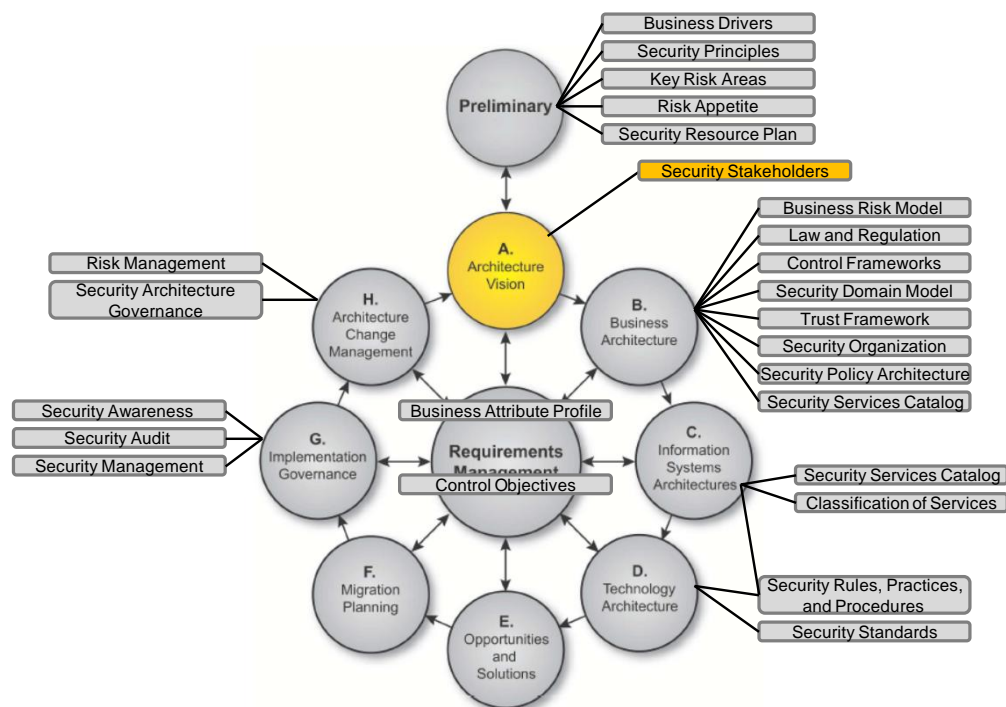 Business Drivers
Security Principles
Key Risk Areas
Risk Appetite
Security Resource Plan
Preliminary
Security Stakeholders
A.
Architecture
Vision
Business Risk Model
Law and Regulation
Control Frameworks
Security Domain Model
Trust Framework
Security Organization
Security Policy Architecture
Security Services Catalog
Risk Management
Security Architecture
Governance
H.
Architecture
Change
Management
B.
Business
Architecture
Security Awareness
Security Audit
Security Management
G.
Implementation
Governance
Business Attribute Profile
Requirements
Management
Control Objectives
C.
Information
Systems
Architectures
Security Services Catalog
Classification of Services
Security Rules, Practices,
and Procedures
Security Standards
F.
Migration
Planning
D.
Technology
Architecture
E.
Opportunities
and
Solutions